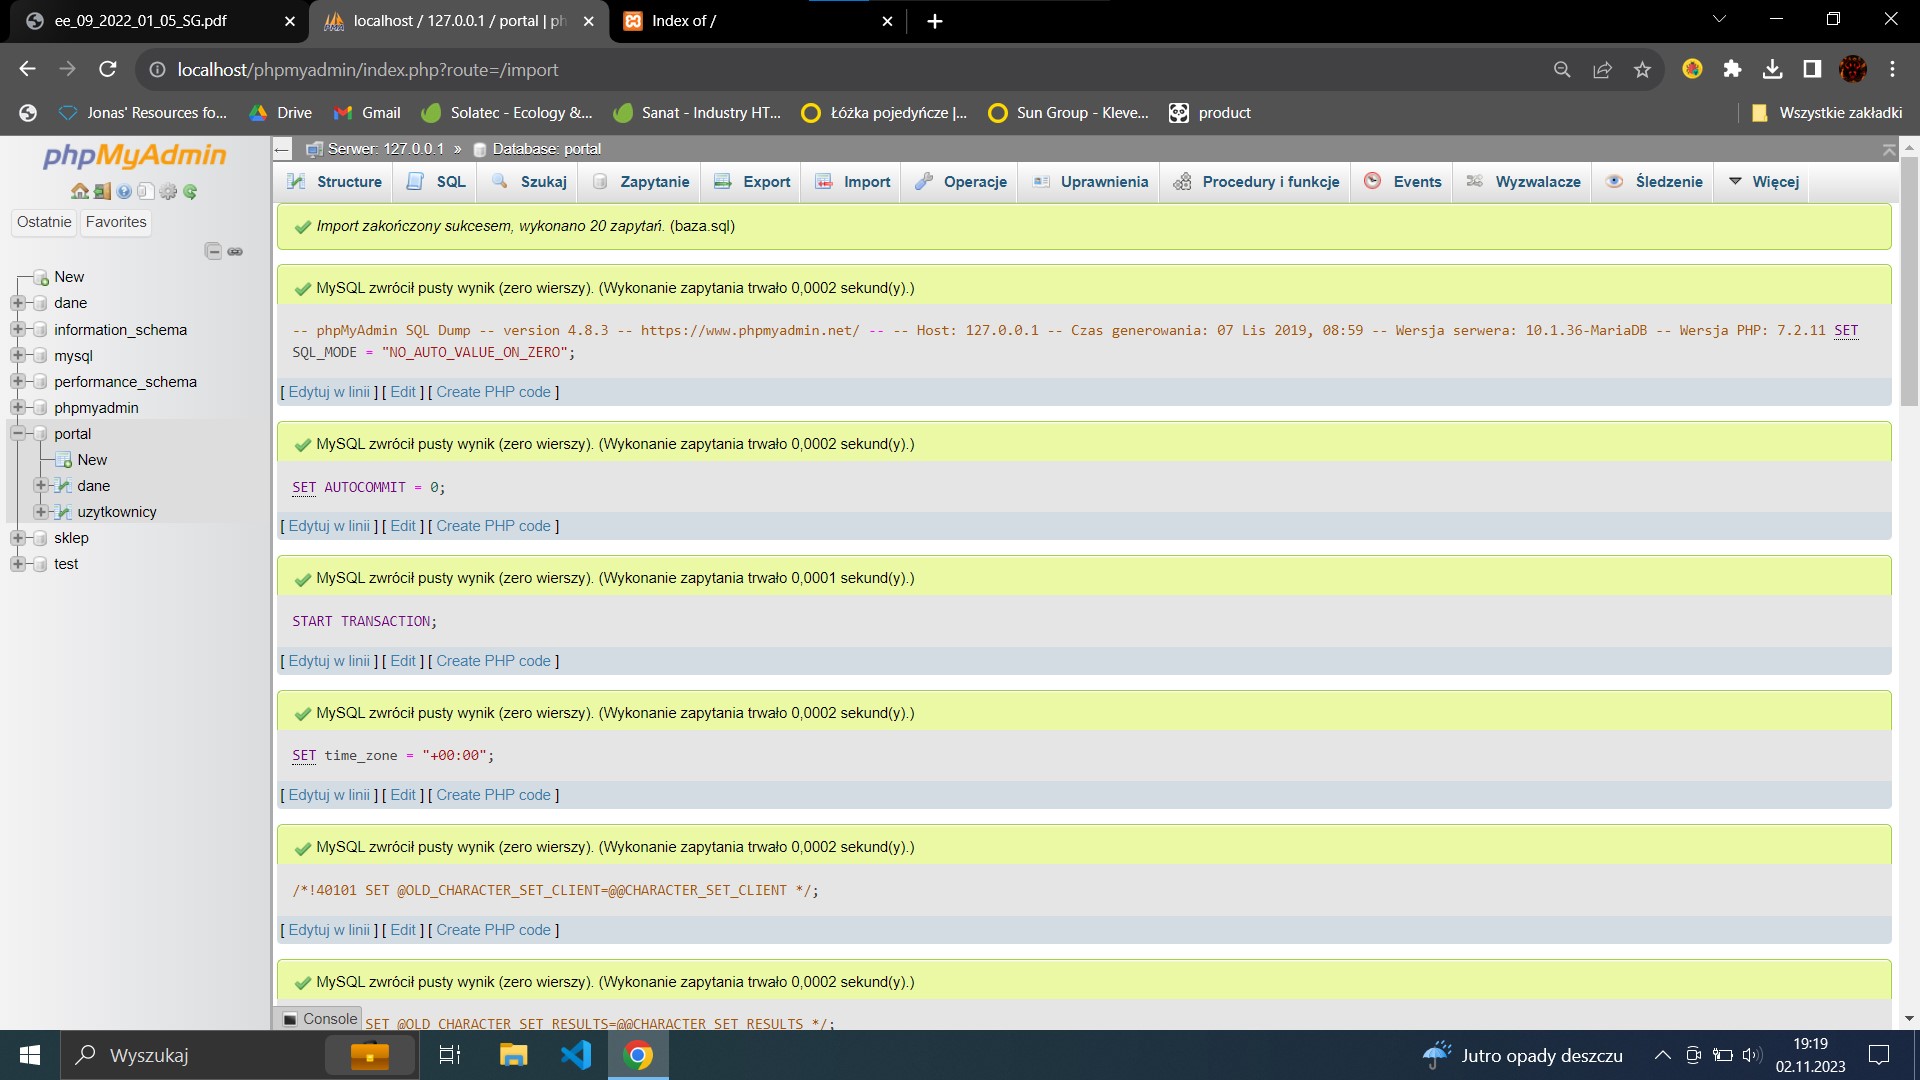 ee_09_2022_01_05_SG.pdf
localhost / 127.0.0.1 / portal | ph
Index of /
localhost/phpmyadmin/index.php?route=/import
Jonas' Resources fo...
Drive
Gmail
Solatec - Ecology &...
Sanat - Industry HT...
Łóżka pojedyńcze |...
Sun Group - Kleve...
product
Wszystkie zakładki
phpMyAdmin
Ostatnie
Favorites
New
dane
information_schema
mysql
performance_schema
phpmyadmin
portal
New
dane
uzytkownicy
sklep
test
Serwer: 127.0.0.1 » Database: portal
Structure
SQL
Szukaj
Zapytanie
Export
Import
Operacje
Uprawnienia
Procedury i funkcje
Events
Wyzwalacze
Śledzenie
Więcej
Import zakończony sukcesem, wykonano 20 zapytań. (baza.sql)
MySQL zwrócił pusty wynik (zero wierszy). (Wykonanie zapytania trwało 0,0002 sekund(y).)
-- phpMyAdmin SQL Dump -- version 4.8.3 -- https://www.phpmyadmin.net/ -- -- Host: 127.0.0.1 -- Czas generowania: 07 Lis 2019, 08:59 -- Wersja serwera: 10.1.36-MariaDB -- Wersja PHP: 7.2.11 SET
SQL_MODE = "NO_AUTO_VALUE_ON_ZERO";
[ Edytuj w linii ] [ Edit ] [ Create PHP code ]
MySQL zwrócił pusty wynik (zero wierszy). (Wykonanie zapytania trwało 0,0002 sekund(y).)
SET AUTOCOMMIT = 0;
[ Edytuj w linii ] [ Edit ] [ Create PHP code ]
MySQL zwrócił pusty wynik (zero wierszy). (Wykonanie zapytania trwało 0,0001 sekund(y).)
START TRANSACTION;
[ Edytuj w linii ] [ Edit ] [ Create PHP code ]
MySQL zwrócił pusty wynik (zero wierszy). (Wykonanie zapytania trwało 0,0002 sekund(y).)
SET time_zone = "+00:00";
[ Edytuj w linii ] [ Edit ] [ Create PHP code ]
MySQL zwrócił pusty wynik (zero wierszy). (Wykonanie zapytania trwało 0,0002 sekund(y).)
/*!40101 SET @OLD_CHARACTER_SET_CLIENT=@@CHARACTER_SET_CLIENT */;
[ Edytuj w linii ] [ Edit ] [ Create PHP code ]
MySQL zwrócił pusty wynik (zero wierszy). (Wykonanie zapytania trwało 0,0002 sekund(y).)
Console
SET @OLD_CHARACTER_SET_RESULTS=@@CHARACTER_SET_RESULTS */;
Wyszukaj
Jutro opady deszczu
19:19
02.11.2023